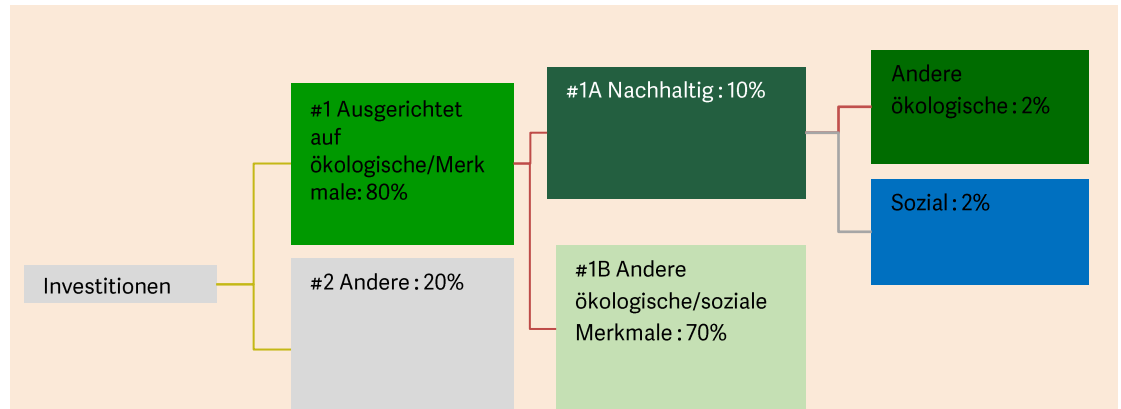 Investitionen
#1 Ausgerichtet
auf
ökologische/Merk
male: 80%
#2 Andere : 20%
#1A Nachhaltig : 10%
#1B Andere
ökologische/soziale
Merkmale : 70%
Andere
ökologische : 2%
Sozial : 2%